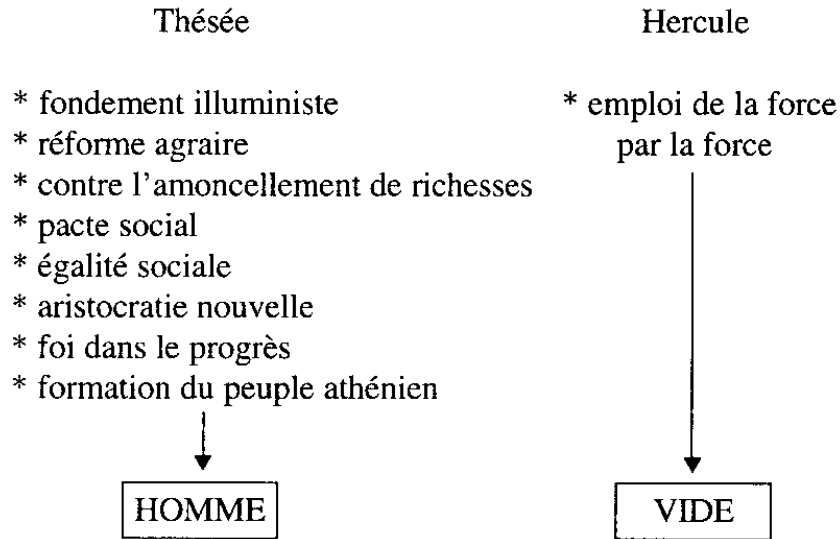 Thésée
* fondement illuministe
* réforme agraire
* contre l'amoncellement de richesses
* pacte social
* égalité sociale
* aristocratie nouvelle
* foi dans le progrès
* formation du peuple athénien
HOMME
Hercule
* emploi de la force
par la force
VIDE